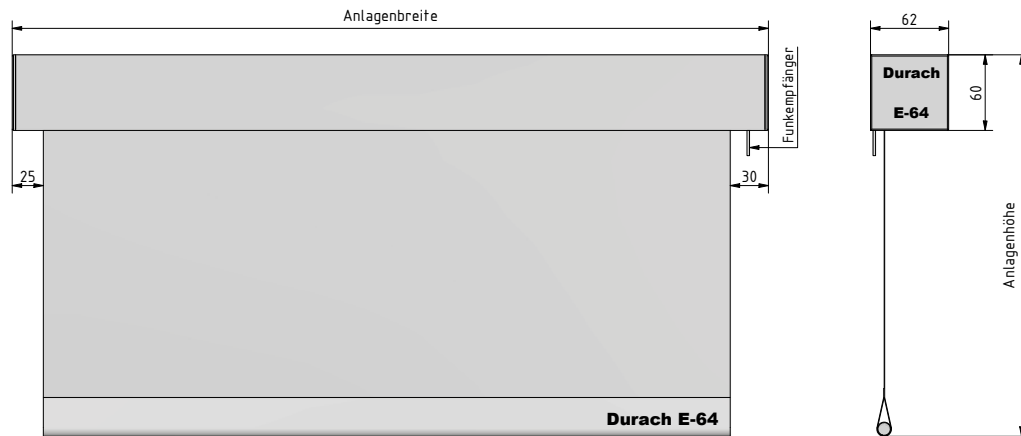 Anlagenbreite
62
Durach
E-64
60
Funkempfänger
25
30
Anlagenhöhe
Durach E-64